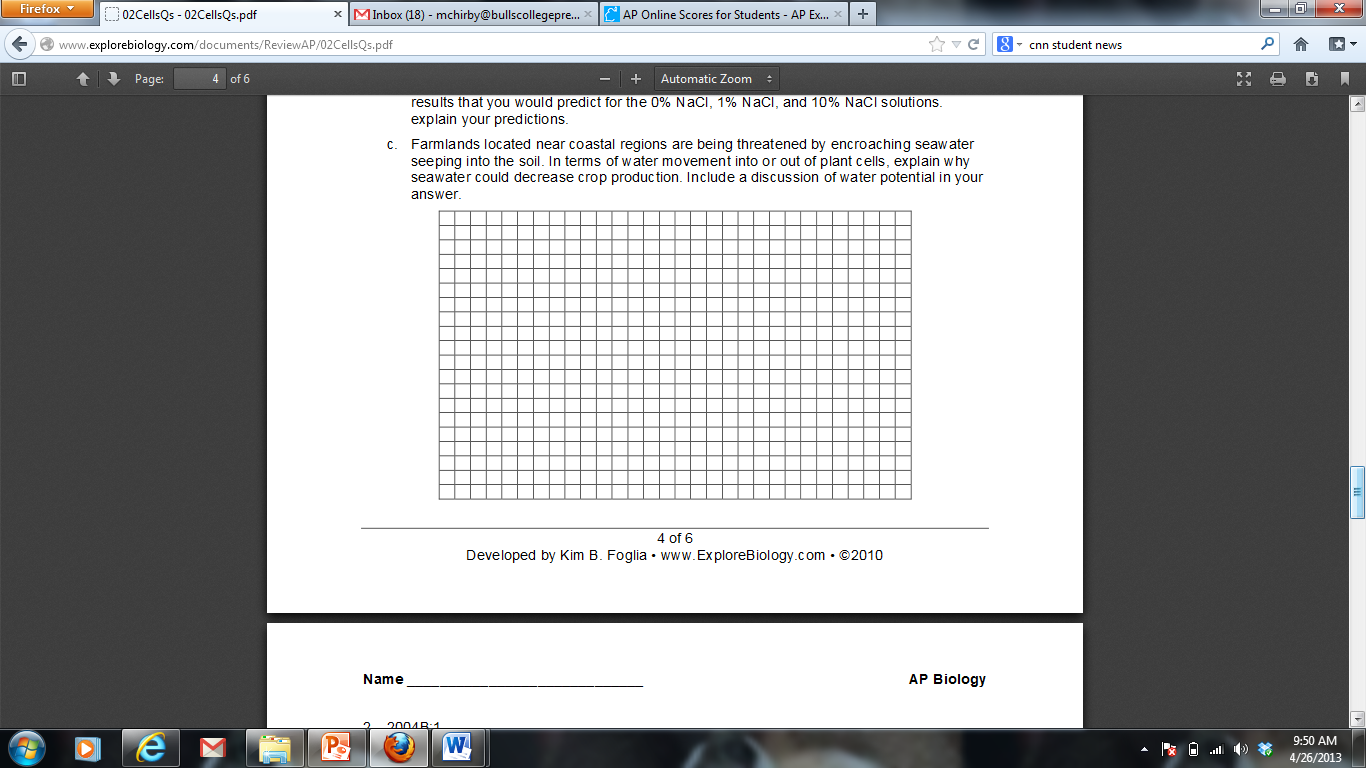 Firefox
02CellsQs - 02CellsQs.pdf
Inbox (18) - mchirby@bullscollegepre...
AP Online Scores for Students - AP Ex...
www.explorebiology.com/documents/ReviewAP/02CellsQs.pdf
cnn student news
Page: 4 of 6
Automatic Zoom
results that you would predict for the 0% NaCl, 1% NaCl, and 10% NaCl solutions.
explain your predictions.
c. Farmlands located near coastal regions are being threatened by encroaching seawater
seeping into the soil. In terms of water movement into or out of plant cells, explain why
seawater could decrease crop production. Include a discussion of water potential in your
answer.
4 of 6
Developed by Kim B. Foglia • www.ExploreBiology.com • ©2010
Name ______________________________ AP Biology
2. 2004B:1
9:50 AM
4/26/2013